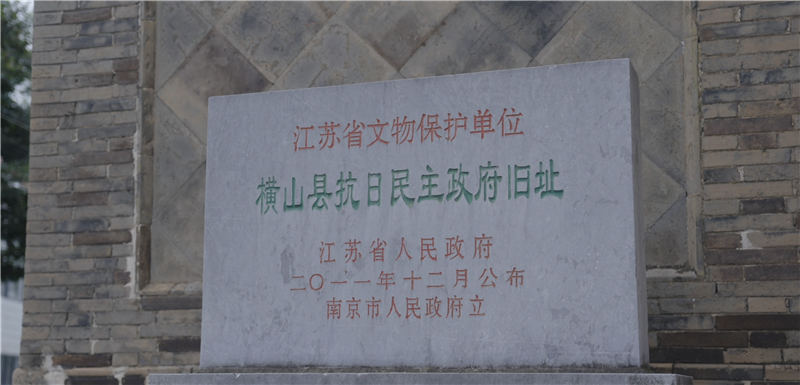 江苏省文物保护单位
横山县抗日民主政府旧址
江苏省人民政府
二〇一一年十二月公布
南京市人民政府立